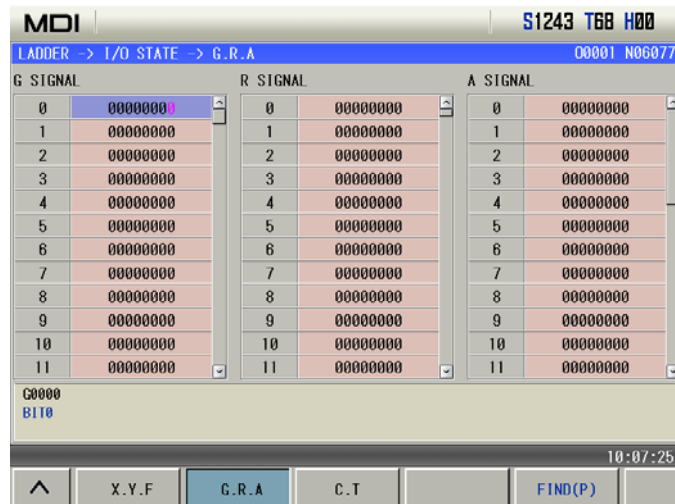 MDI S1243 T68 H00
LADDER -> I/O STATE -> G.R.A O0001 N06077
G SIGNAL R SIGNAL A SIGNAL
0 00000000 0 00000000 0 00000000
1 00000000 1 00000000 1 00000000
2 00000000 2 00000000 2 00000000
3 00000000 3 00000000 3 00000000
4 00000000 4 00000000 4 00000000
5 00000000 5 00000000 5 00000000
6 00000000 6 00000000 6 00000000
7 00000000 7 00000000 7 00000000
8 00000000 8 00000000 8 00000000
9 00000000 9 00000000 9 00000000
10 00000000 10 00000000 10 00000000
11 00000000 11 00000000 11 00000000
G0000
BIT0
10:07:25
X.Y.F G.R.A C.T FIND(P)